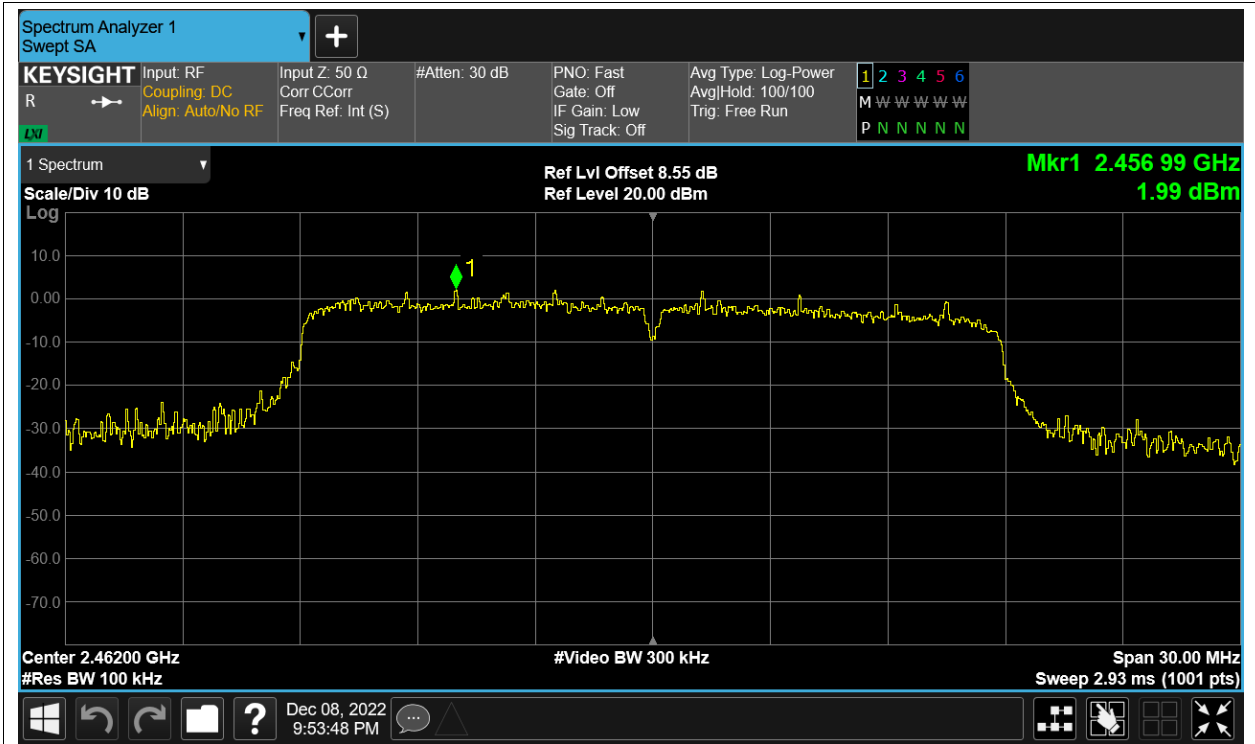 Spectrum Analyzer 1
Swept SA
KEYSIGHT Input: RF Input Z: 50 Ω #Atten: 30 dB PNO: Fast Avg Type: Log-Power 1 2 3 4 5 6
R Coupling: DC Corr CCorr Gate: Off Avg|Hold: 100/100 M W W W W W W
Align: Auto/No RF Freq Ref: Int (S) IF Gain: Low Trig: Free Run
LXI Sig Track: Off P N N N N N N
1 Spectrum Ref Lvl Offset 8.55 dB Mkr1 2.456 99 GHz
Scale/Div 10 dB Ref Level 20.00 dBm 1.99 dBm
Log
10.0
1
0.00
-10.0
-20.0
-30.0
-40.0
-50.0
-60.0
-70.0
Center 2.46200 GHz #Video BW 300 kHz Span 30.00 MHz
#Res BW 100 kHz Sweep 2.93 ms (1001 pts)
? Dec 08, 2022
9:53:48 PM